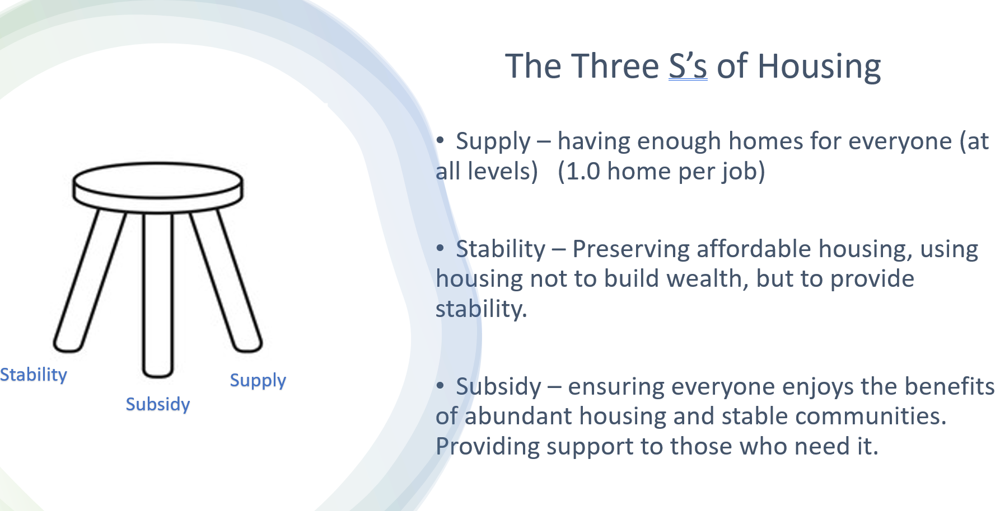 The Three S’s of Housing
• Supply – having enough homes for everyone (at
all levels)   (1.0 home per job)
• Stability – Preserving affordable housing, using
housing not to build wealth, but to provide
stability.
• Subsidy – ensuring everyone enjoys the benefits
of abundant housing and stable communities.
Providing support to those who need it.
Stability
Subsidy
Supply